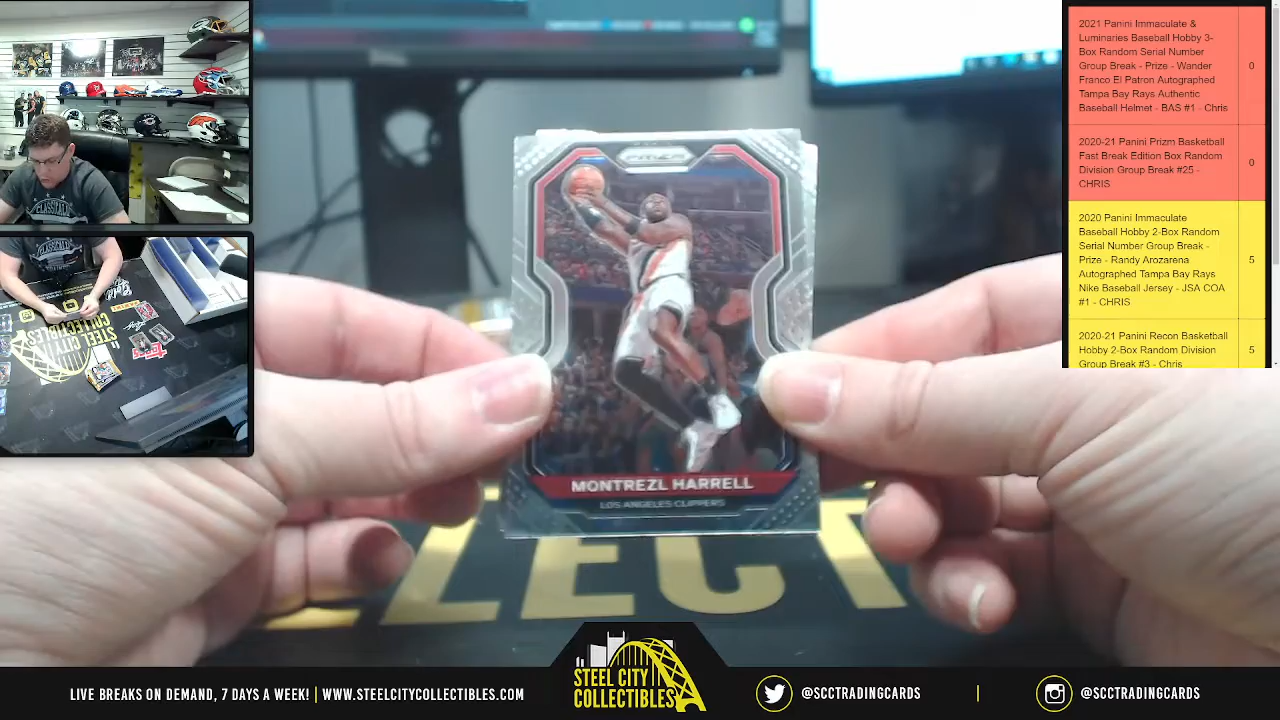 PRIZM
MONTREZL HARRELL
LOS ANGELES CLIPPERS
LECT
2021 Panini Immaculate &
Luminaries Baseball Hobby 3-
Box Random Serial Number
Group Break - Prize - Wander
Franco El Patron Autographed
Tampa Bay Rays Authentic
Baseball Helmet - BAS #1 - Chris
0
2020-21 Panini Prizm Basketball
Fast Break Edition Box Random
Division Group Break #25 -
CHRIS
0
2020 Panini Immaculate
Baseball Hobby 2-Box Random
Serial Number Group Break -
Prize - Randy Arozarena
Autographed Tampa Bay Rays
Nike Baseball Jersey - JSA COA
#1 - CHRIS
5
2020-21 Panini Recon Basketball
Hobby 2-Box Random Division
Group Break #3 - Chris
5
LIVE BREAKS ON DEMAND, 7 DAYS A WEEK! | WWW.STEELCITYCOLLECTIBLES.COM
STEEL CITY
COLLECTIBLES
@SCCTRADINGCARDS
@SCCTRADINGCARDS